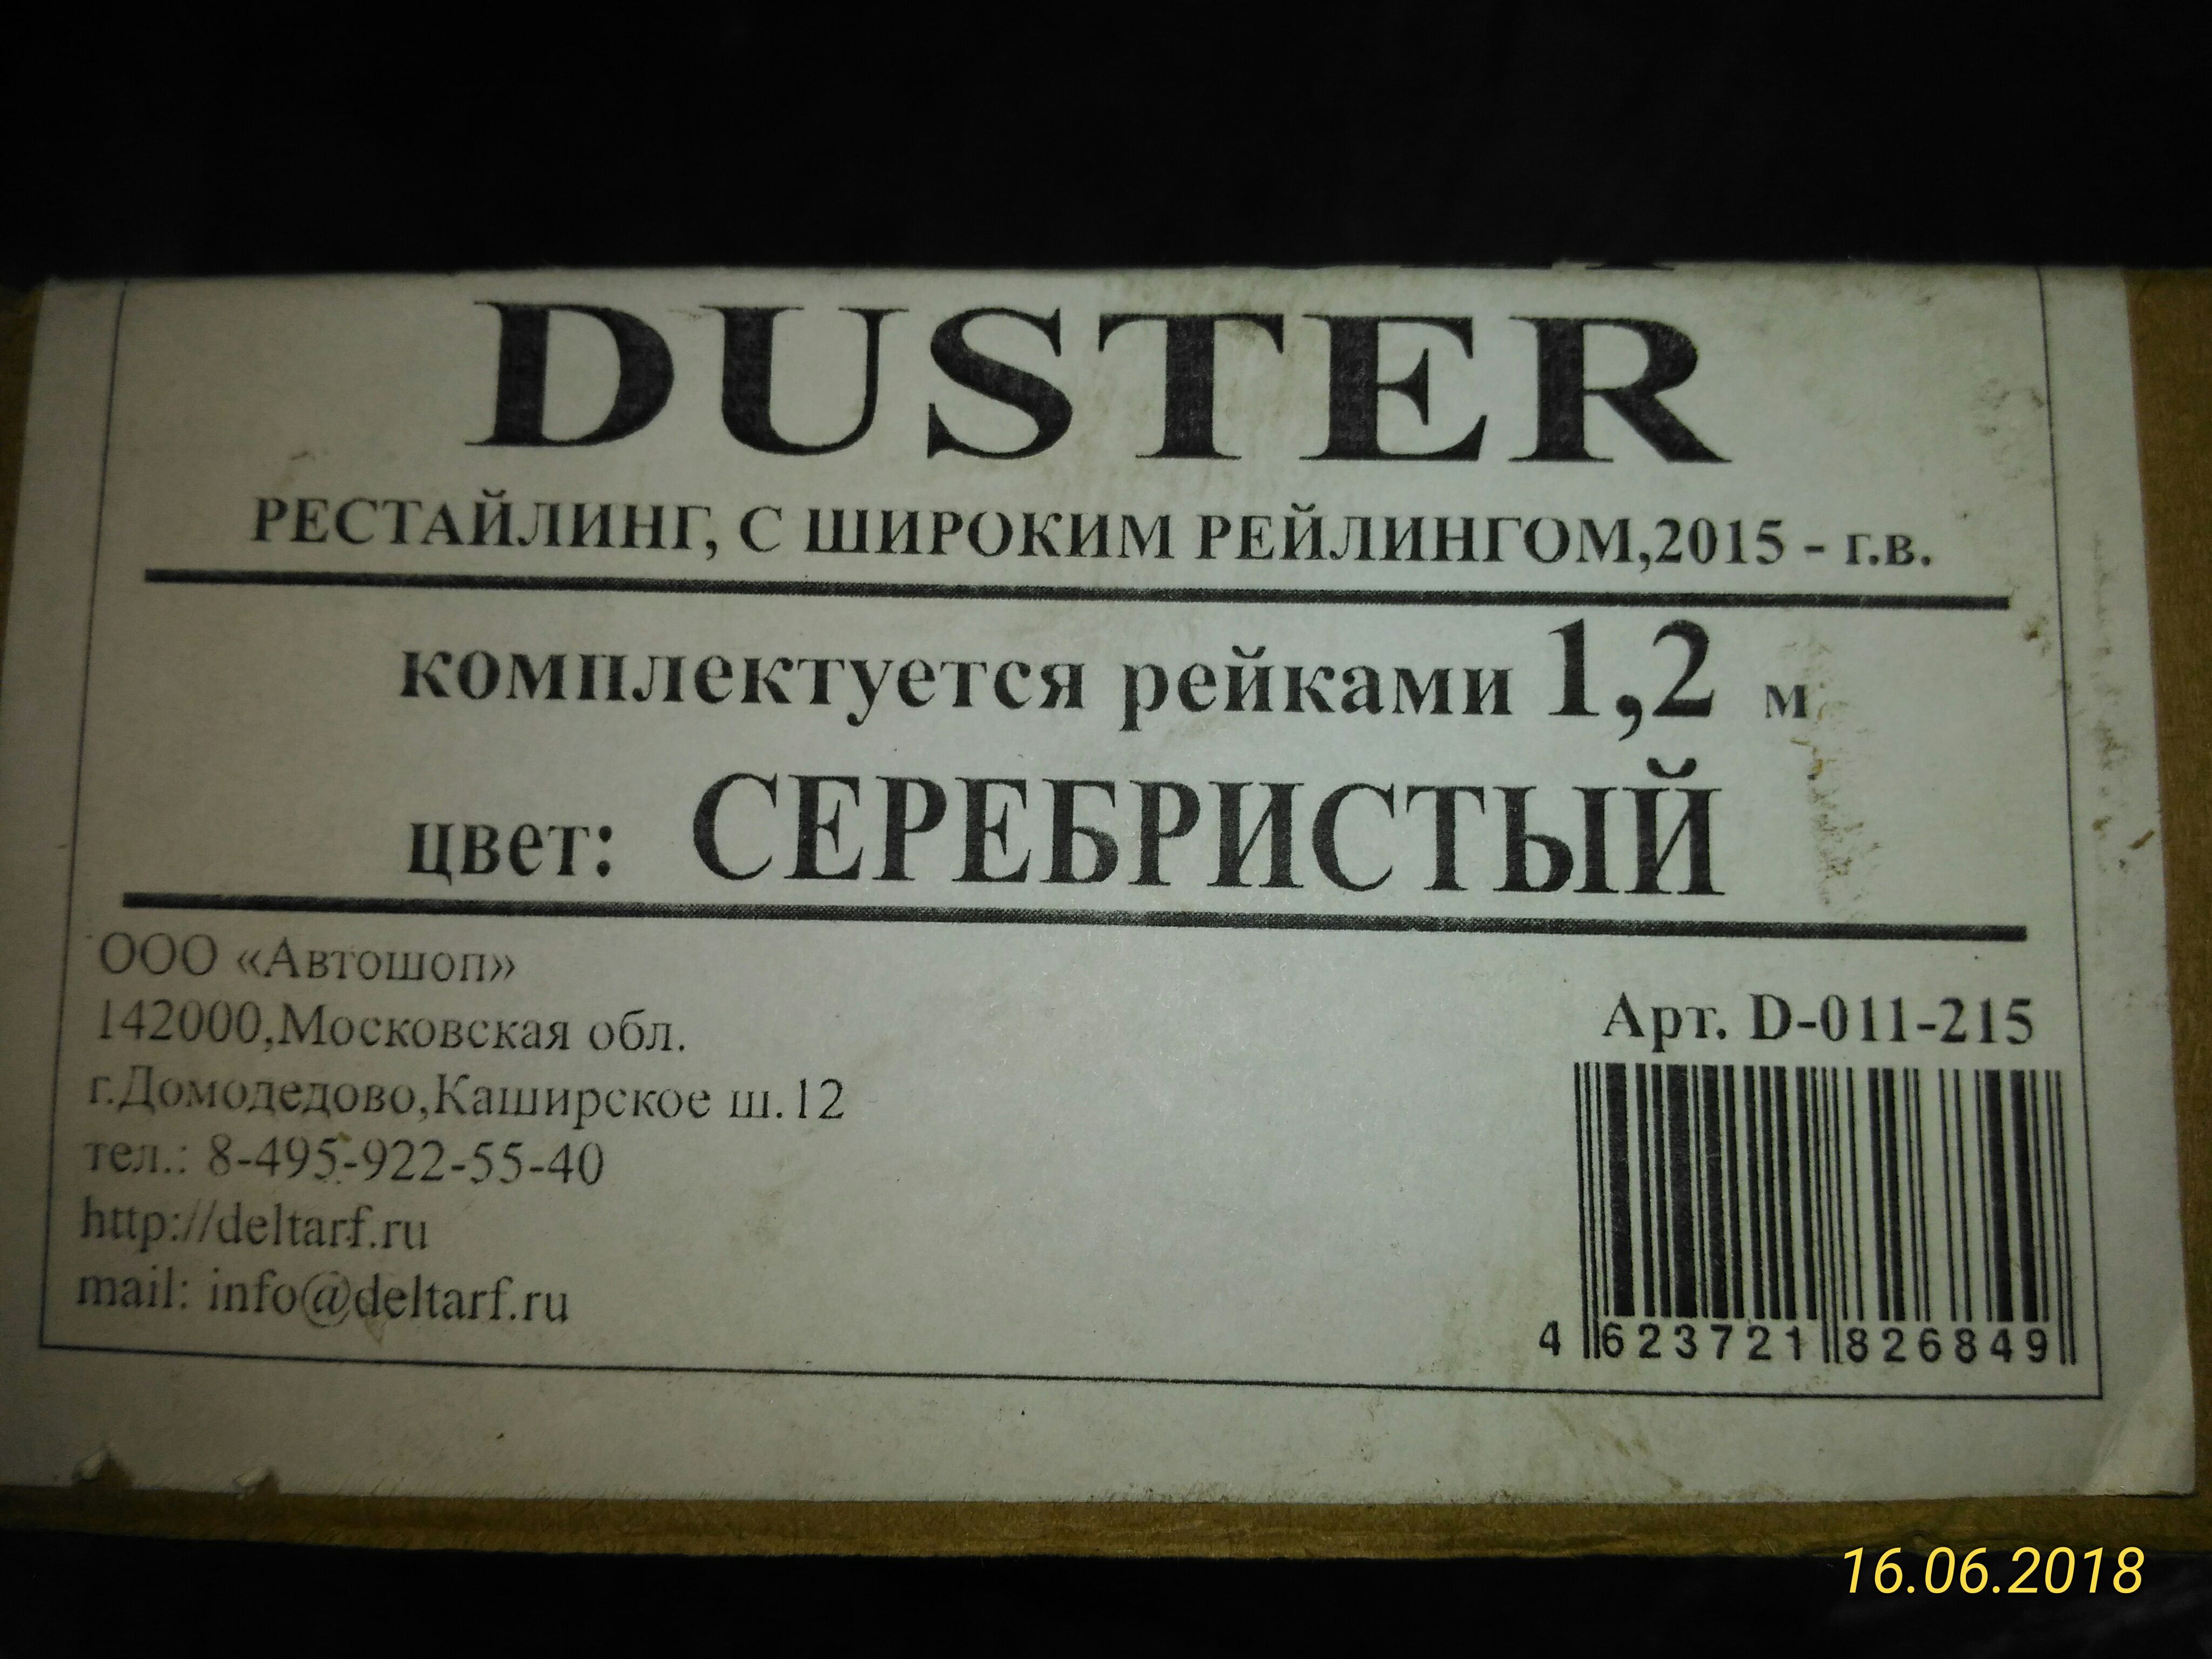 DUSTER
РЕСТАЙЛИНГ, С ШИРОКИМ РЕЙЛИНГОМ,2015 - г.в.
комплектуется рейками 1,2 м
цвет: СЕРЕБРИСТЫЙ
ООО «Автошоп»
142000,Московская обл.
г.Домодедово,Каширское ш.12
тел.: 8-495-922-55-40
http://deltarf.ru
mail: info@deltarf.ru
Арт. D-011-215
4 623721 826849
16.06.2018